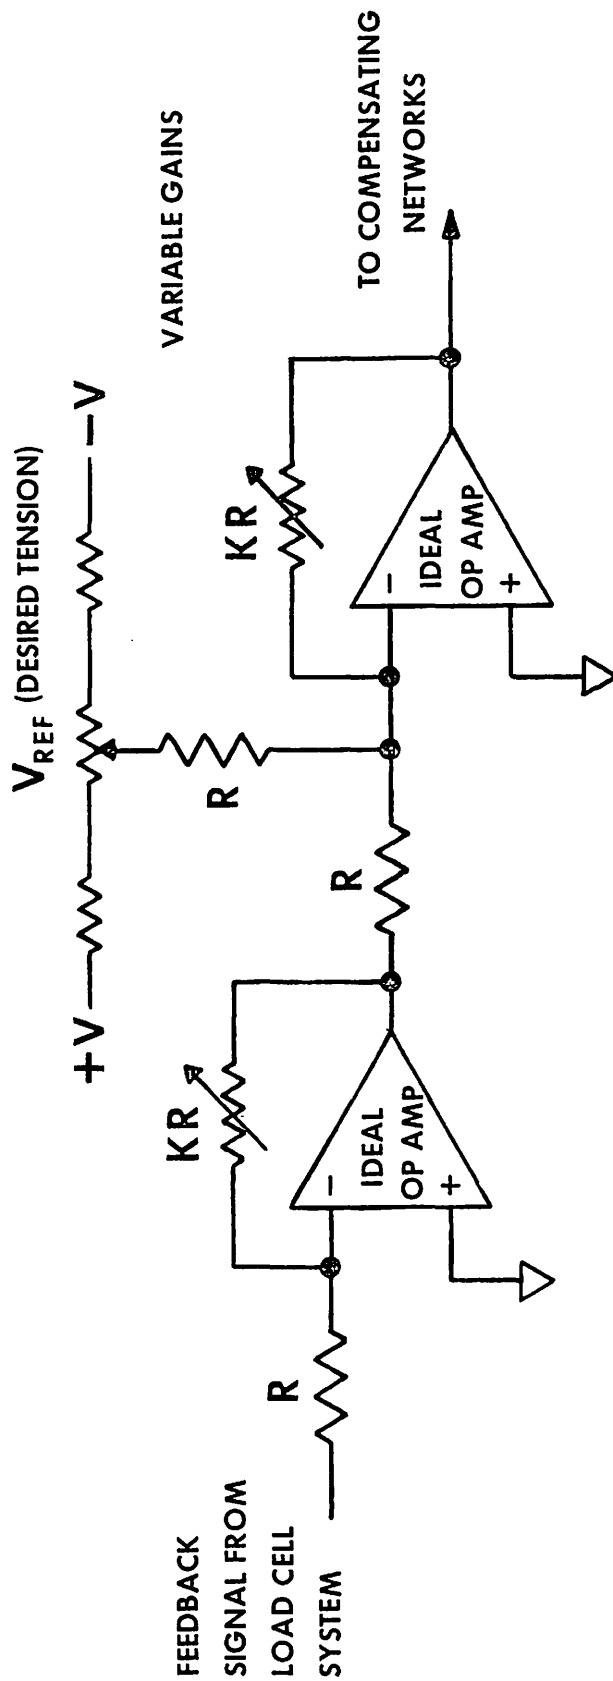 V REF (DESIRED TENSION)
+V
−V
VARIABLE GAINS
KR
KR
R
R
R
FEEDBACK
SIGNAL FROM
LOAD CELL
SYSTEM
−
IDEAL
OP AMP
+
−
IDEAL
OP AMP
+
TO COMPENSATING
NETWORKS